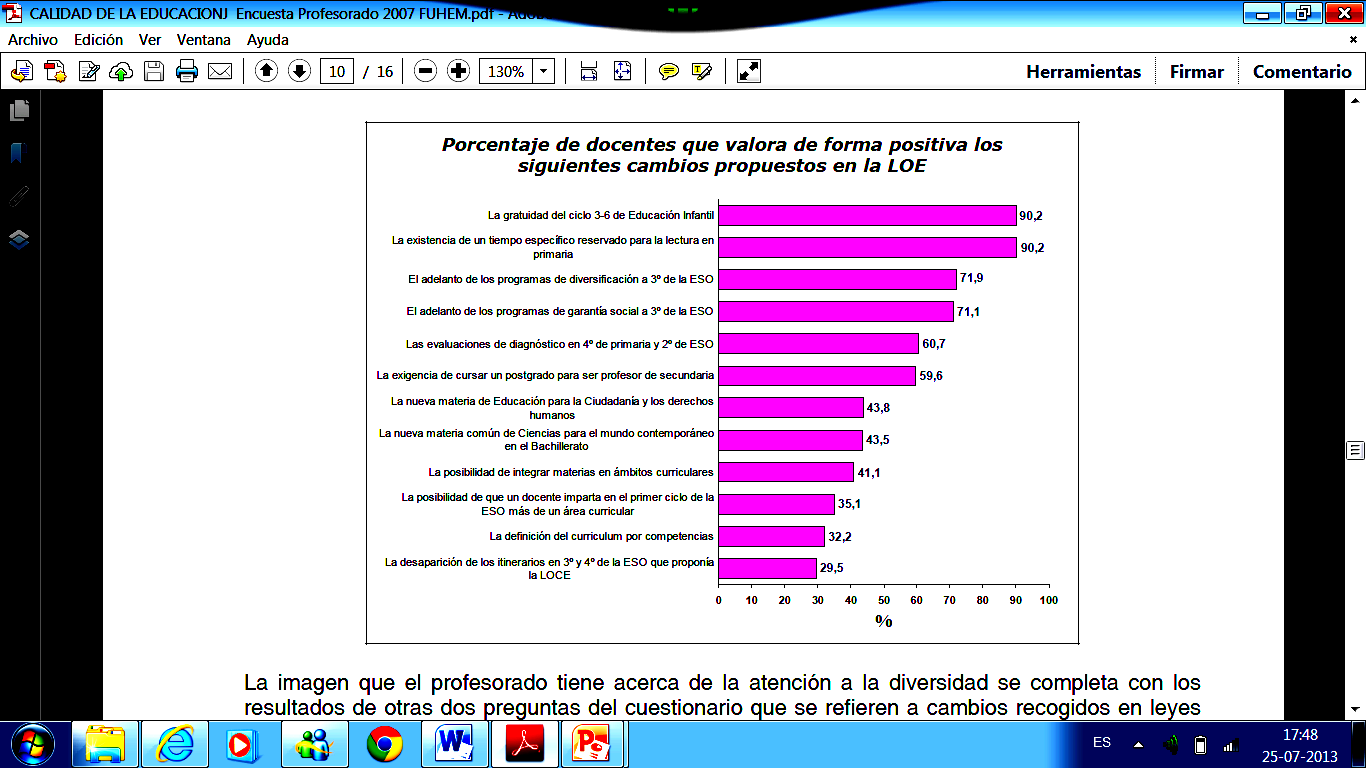 CALIDAD DE LA EDUCACIONJ Encuesta Profesorado 2007 FUHEM.pdf - Ado
Archivo Edición Ver Ventana Ayuda
10 / 16 130% Herramientas Firmar Comentario
Porcentaje de docentes que valora de forma positiva los
siguientes cambios propuestos en la LOE
La gratuidad del ciclo 3-6 de Educación Infantil 90,2
La existencia de un tiempo específico reservado para la lectura en
primaria 90,2
El adelanto de los programas de diversificación a 3º de la ESO 71,9
El adelanto de los programas de garantía social a 3º de la ESO 71,1
Las evaluaciones de diagnóstico en 4º de primaria y 2º de ESO 60,7
La exigencia de cursar un postgrado para ser profesor de secundaria 59,6
La nueva materia de Educación para la Ciudadanía y los derechos
humanos 43,8
La nueva materia común de Ciencias para el mundo contemporáneo
en el Bachillerato 43,5
La posibilidad de integrar materias en ámbitos curriculares 41,1
La posibilidad de que un docente imparta en el primer ciclo de la
ESO más de un área curricular 35,1
La definición del curriculum por competencias 32,2
La desaparición de los itinerarios en 3º y 4º de la ESO que proponía
la LOCE 29,5
0 10 20 30 40 50 60 70 80 90 100
%
La imagen que el profesorado tiene acerca de la atención a la diversidad se completa con los
resultados de otras dos preguntas del cuestionario que se refieren a cambios recogidos en leyes
ES 17:48
25-07-2013